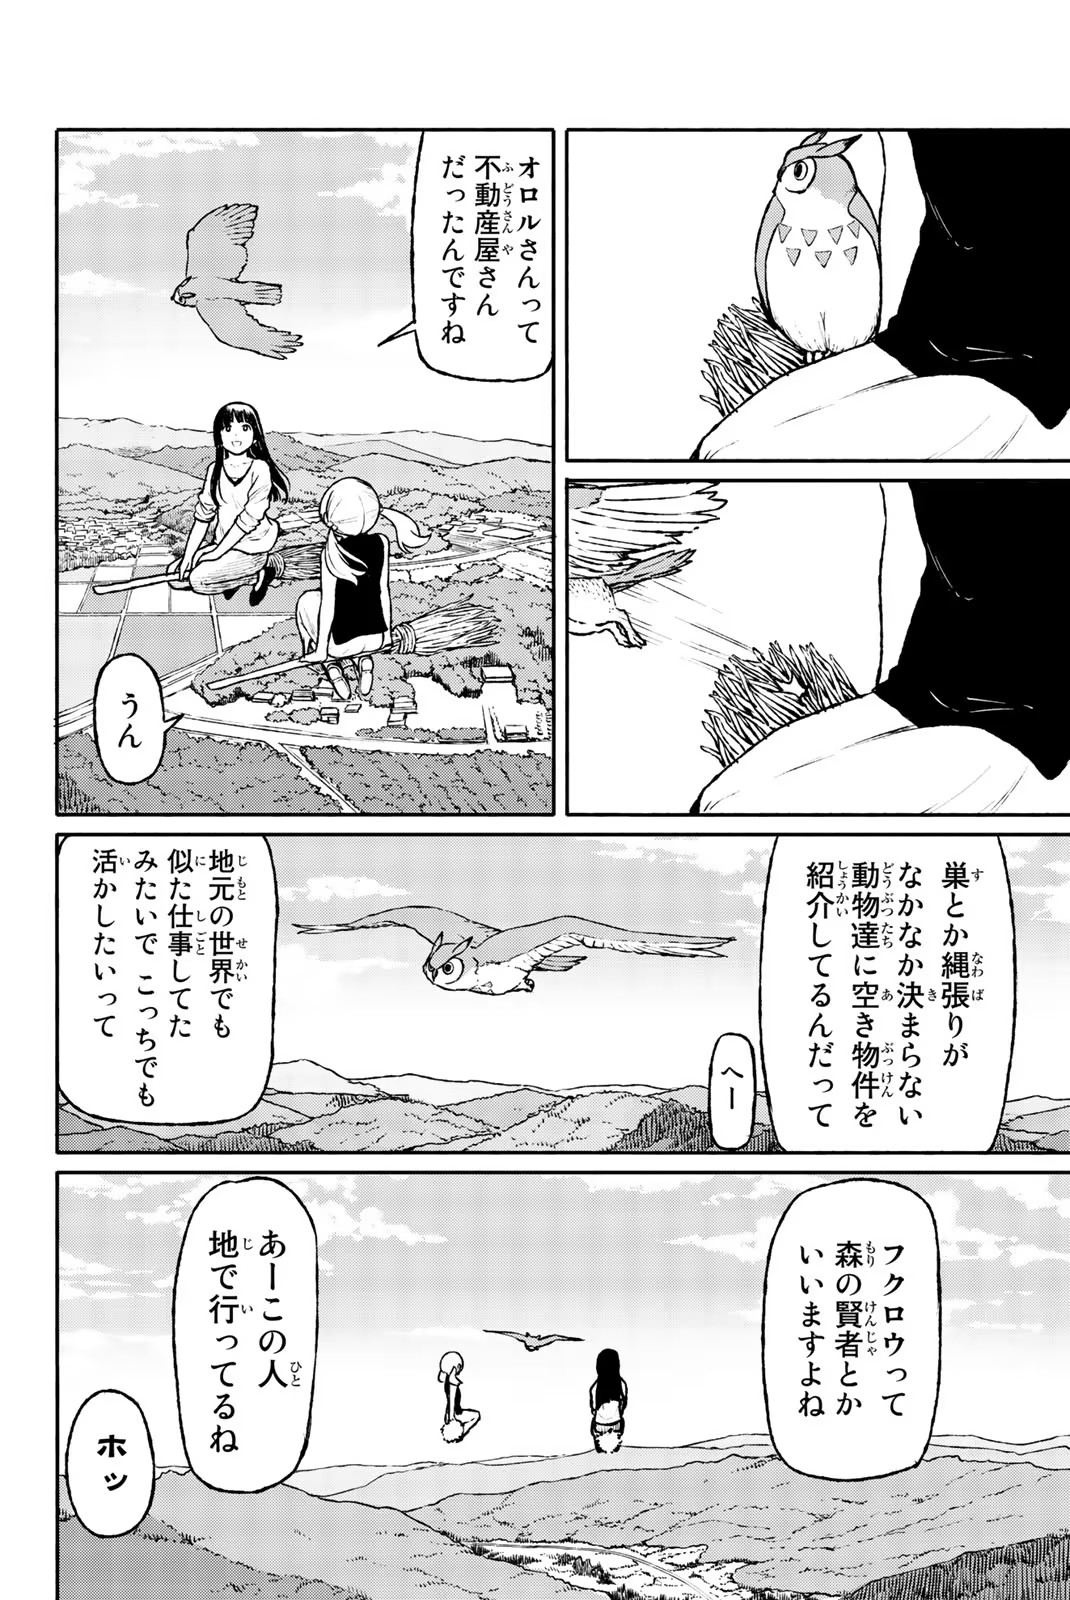 オロルさんって
不動産屋さん
だったんですね
うん
巣とか縄張りが
なかなか決まらない
動物達に空き物件を
紹介してるんだって
へー
地元の世界でも
似た仕事してた
みたいで こっちでも
活かしたいって
フクロウって
森の賢者とか
いいますよね
あーこの人
地で行ってるね
ホッ